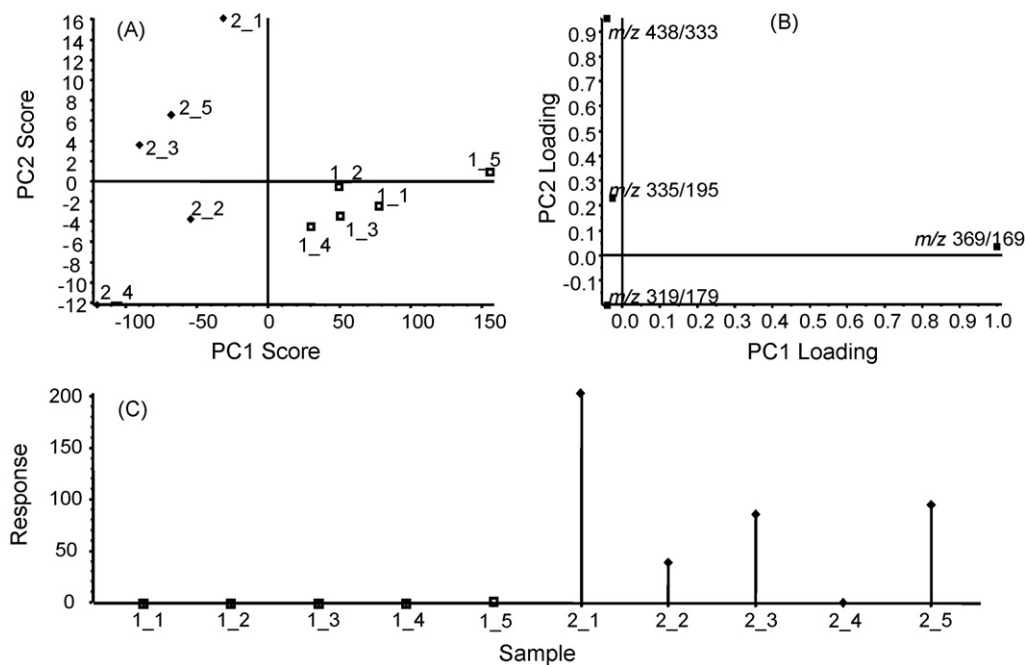 (A)
PC2 Score
16
14
12
10
8
6
4
2
0
-2
-4
-6
-8
-10
-12
2_1
2_5
2_3
2_2
2_4
1_5
1_2
1_1
1_3
1_4
-100 -50 0 50 100 150
PC1 Score
(B)
PC2 Loading
0.9
0.8
0.7
0.6
0.5
0.4
0.3
0.2
0.1
0.0
-0.1
m/z 438/333
m/z 335/195
m/z 369/169
m/z 319/179
0.0 0.1 0.2 0.3 0.4 0.5 0.6 0.7 0.8 0.9 1.0
PC1 Loading
(C)
Response
200
150
100
50
0
1_1 1_2 1_3 1_4 1_5 2_1 2_2 2_3 2_4 2_5
Sample